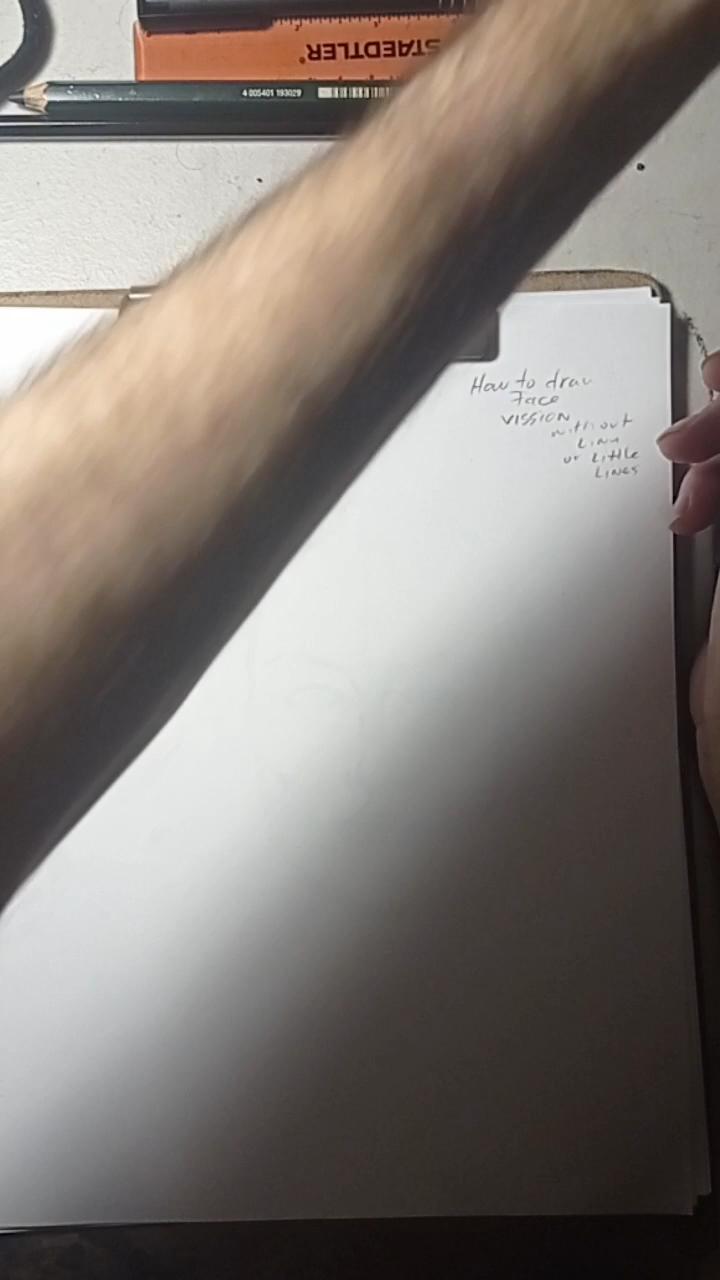 STAEDTLER®
4 005401 193029
How to draw
Face
VISSION
without
Line
or Little
Lines